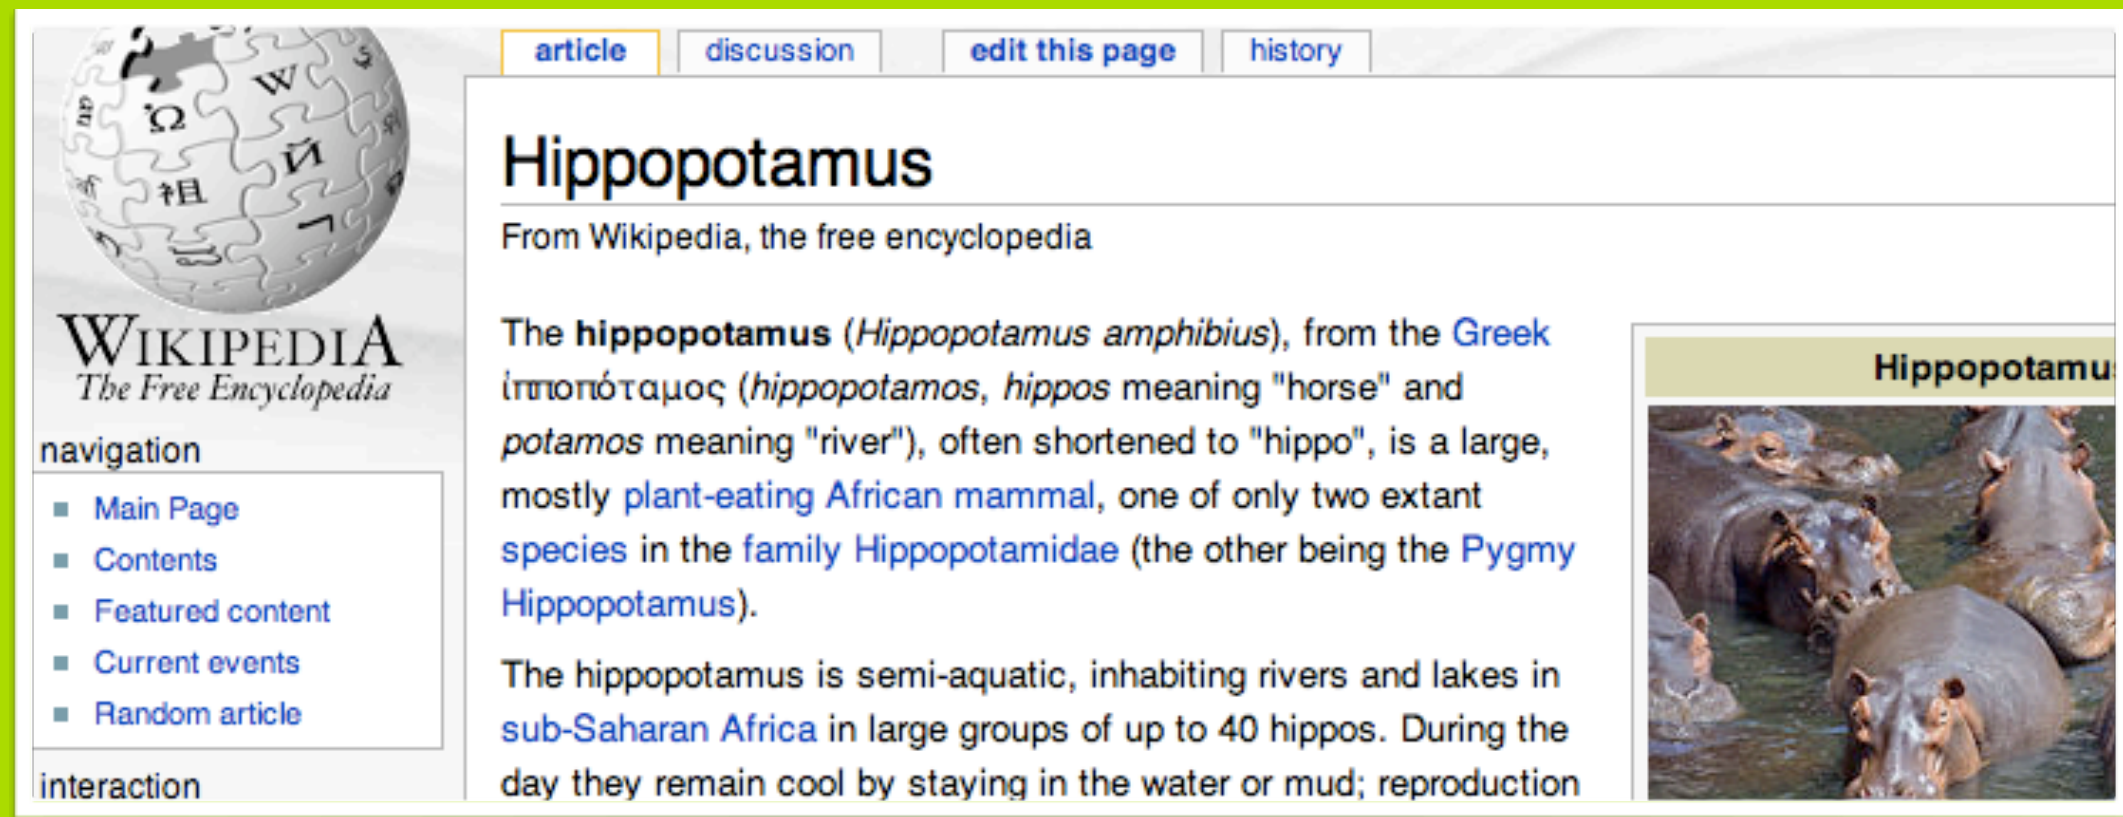 article
discussion
edit this page
history
Ω
W
И
祖
WIKIPEDIA
The Free Encyclopedia
navigation
Main Page
Contents
Featured content
Current events
Random article
interaction
Hippopotamus
From Wikipedia, the free encyclopedia
The hippopotamus (Hippopotamus amphibius), from the Greek
ἱπποπόταμος (hippopotamos, hippos meaning "horse" and
potamos meaning "river"), often shortened to "hippo", is a large,
mostly plant-eating African mammal, one of only two extant
species in the family Hippopotamidae (the other being the Pygmy
Hippopotamus).
The hippopotamus is semi-aquatic, inhabiting rivers and lakes in
sub-Saharan Africa in large groups of up to 40 hippos. During the
day they remain cool by staying in the water or mud; reproduction
Hippopotamus